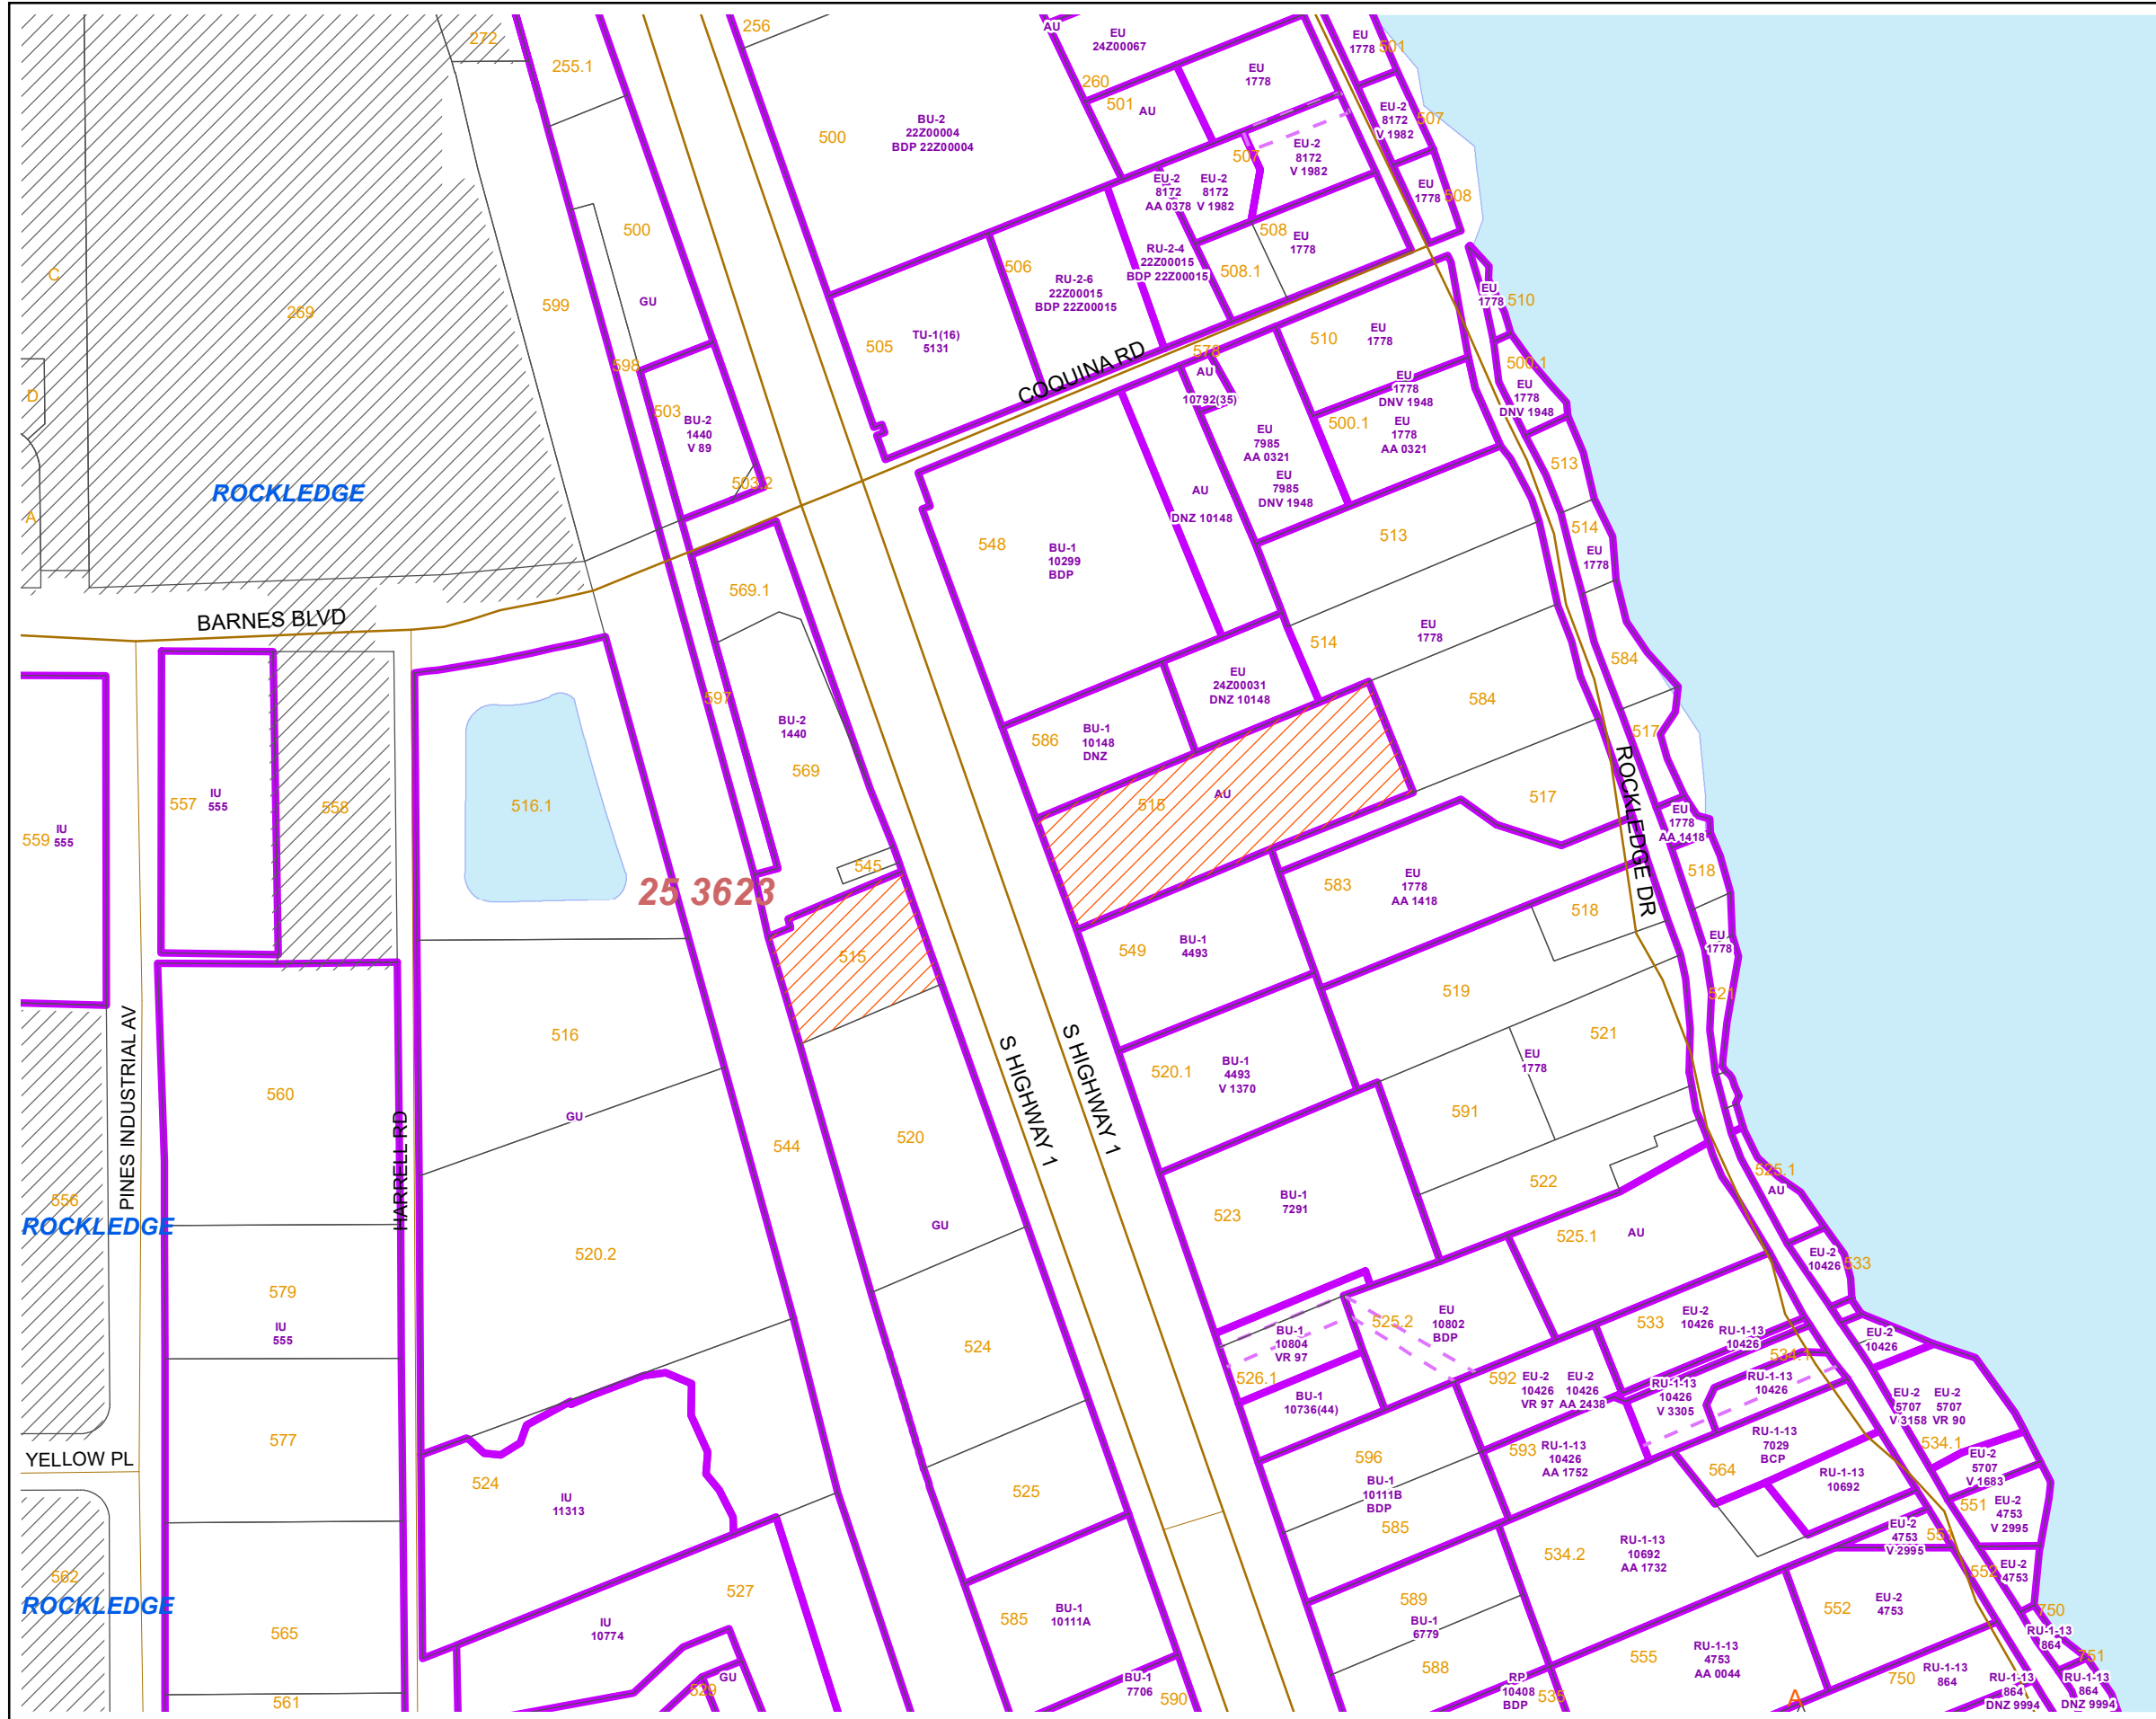 256
AU
EU
24Z00067
EU
1778
501
272
255.1
260
501
AU
EU
1778
EU-2
8172
V 1982
507
500
BU-2
22Z00004
BDP 22Z00004
507
EU-2
8172
V 1982
EU-2
8172
AA 0378
EU-2
8172
V 1982
EU
1778
508
500
508
EU
1778
C
269
599
GU
506
RU-2-6
22Z00015
BDP 22Z00015
RU-2-4
22Z00015
BDP 22Z00015
508.1
EU
1778
510
505
TU-1(16)
5131
COQUINA RD
578
AU
10792(35)
510
EU
1778
500.1
EU
1778
DNV 1948
598
D
503
BU-2
1440
V 89
EU
1778
DNV 1948
500.1
EU
1778
AA 0321
EU
7985
AA 0321
EU
7985
DNV 1948
513
503.2
ROCKLEDGE
A
AU
DNZ 10148
548
BU-1
10299
BDP
513
514
EU
1778
569.1
BARNES BLVD
514
EU
1778
584
EU
24Z00031
DNZ 10148
584
597
BU-2
1440
569
586
BU-1
10148
DNZ
517
ROCKLEDGE DR
557
IU
555
558
516.1
515
AU
517
EU
1778
AA 1418
559
IU
555
545
25 3623
583
EU
1778
AA 1418
518
518
515
549
BU-1
4493
EU
1778
519
521
PINES INDUSTRIAL AV
516
S HIGHWAY 1
S HIGHWAY 1
520.1
BU-1
4493
V 1370
521
EU
1778
560
GU
HARRELL RD
544
520
591
525.1
AU
522
556
ROCKLEDGE
GU
523
BU-1
7291
525.1
AU
520.2
EU-2
10426
533
579
IU
555
524
BU-1
10804
VR 97
525.2
EU
10802
BDP
533
EU-2
10426
RU-1-13
10426
534.1
EU-2
10426
526.1
BU-1
10736(44)
592
EU-2
10426
VR 97
EU-2
10426
AA 2438
RU-1-13
10426
V 3305
RU-1-13
10426
EU-2
5707
V 3158
EU-2
5707
VR 90
577
YELLOW PL
596
593
RU-1-13
10426
AA 1752
RU-1-13
7029
BCP
564
534.1
EU-2
5707
V 1683
524
IU
11313
525
BU-1
10111B
BDP
585
RU-1-13
10692
551
EU-2
4753
V 2995
EU-2
4753
V 2995
551
534.2
RU-1-13
10692
AA 1732
562
ROCKLEDGE
527
IU
10774
585
BU-1
10111A
589
BU-1
6779
552
EU-2
4753
552
EU-2
4753
750
RU-1-13
864
565
588
555
RU-1-13
4753
AA 0044
751
561
529
GU
BU-1
7706
590
RP
10408
BDP
535
A
750
RU-1-13
864
RU-1-13
864
DNZ 9994
RU-1-13
864
DNZ 9994